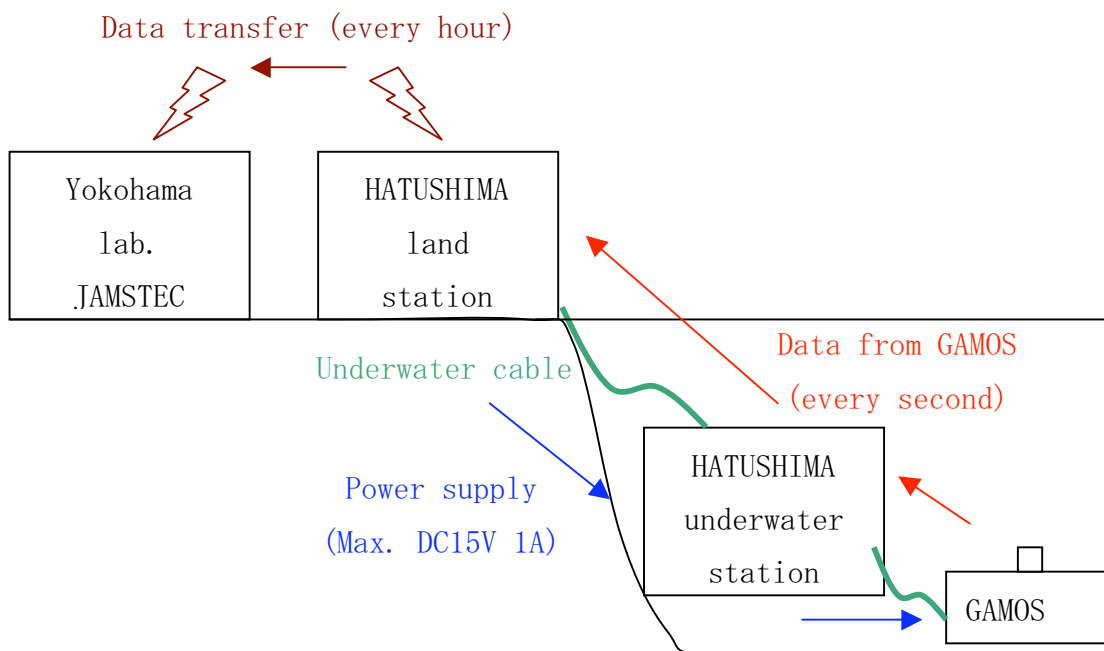 Data transfer (every hour)
Yokohama
lab.
JAMSTEC
HATUSHIMA
land
station
Underwater cable
Data from GAMOS
(every second)
Power supply
(Max. DC15V 1A)
HATUSHIMA
underwater
station
GAMOS